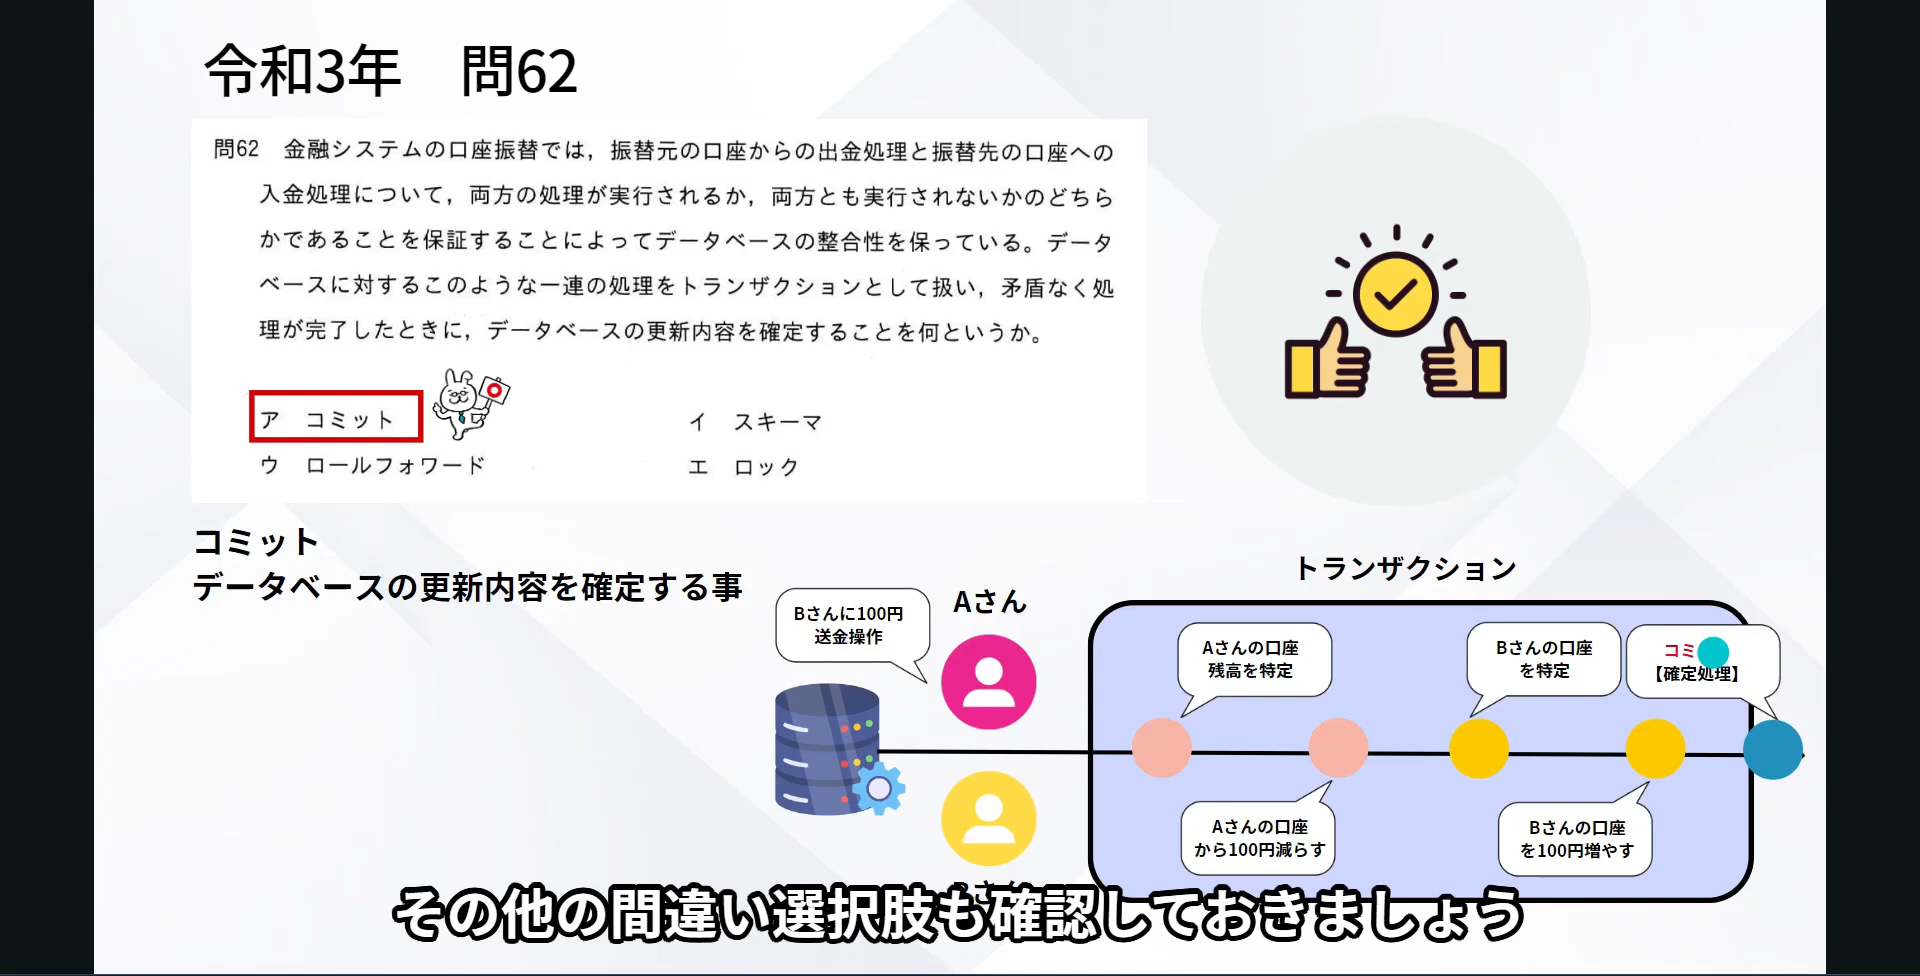 令和3年　問62
問62　金融システムの口座振替では，振替元の口座からの出金処理と振替先の口座への
入金処理について，両方の処理が実行されるか，両方とも実行されないかのどちら
かであることを保証することによってデータベースの整合性を保っている。データ
ベースに対するこのような一連の処理をトランザクションとして扱い，矛盾なく処
理が完了したときに，データベースの更新内容を確定することを何というか。
ア　コミット
イ　スキーマ
ウ　ロールフォワード
エ　ロック
コミット
データベースの更新内容を確定する事
トランザクション
Bさんに100円
送金操作
Aさん
Aさんの口座
残高を特定
Bさんの口座
を特定
コミ
【確定処理】
Aさんの口座
から100円減らす
Bさんの口座
を100円増やす
その他の間違い選択肢も確認しておきましょう